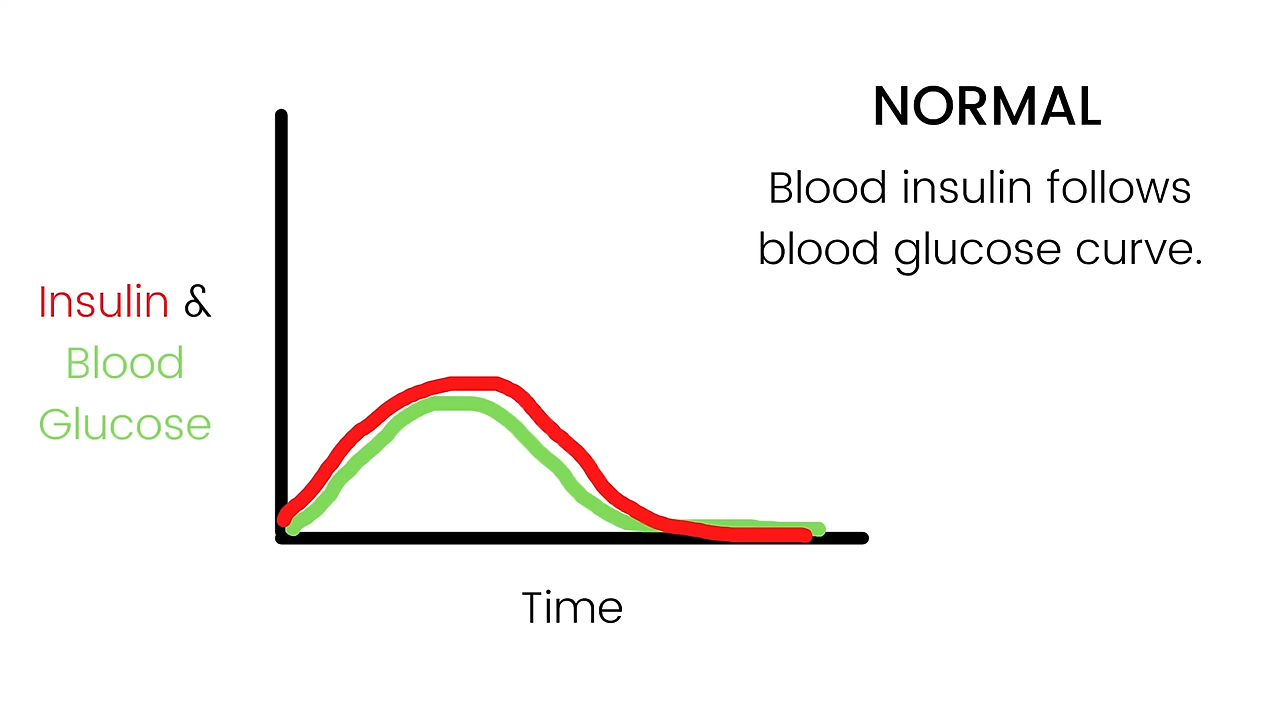 NORMAL
Blood insulin follows
blood glucose curve.
Insulin &
Blood
Glucose
Time